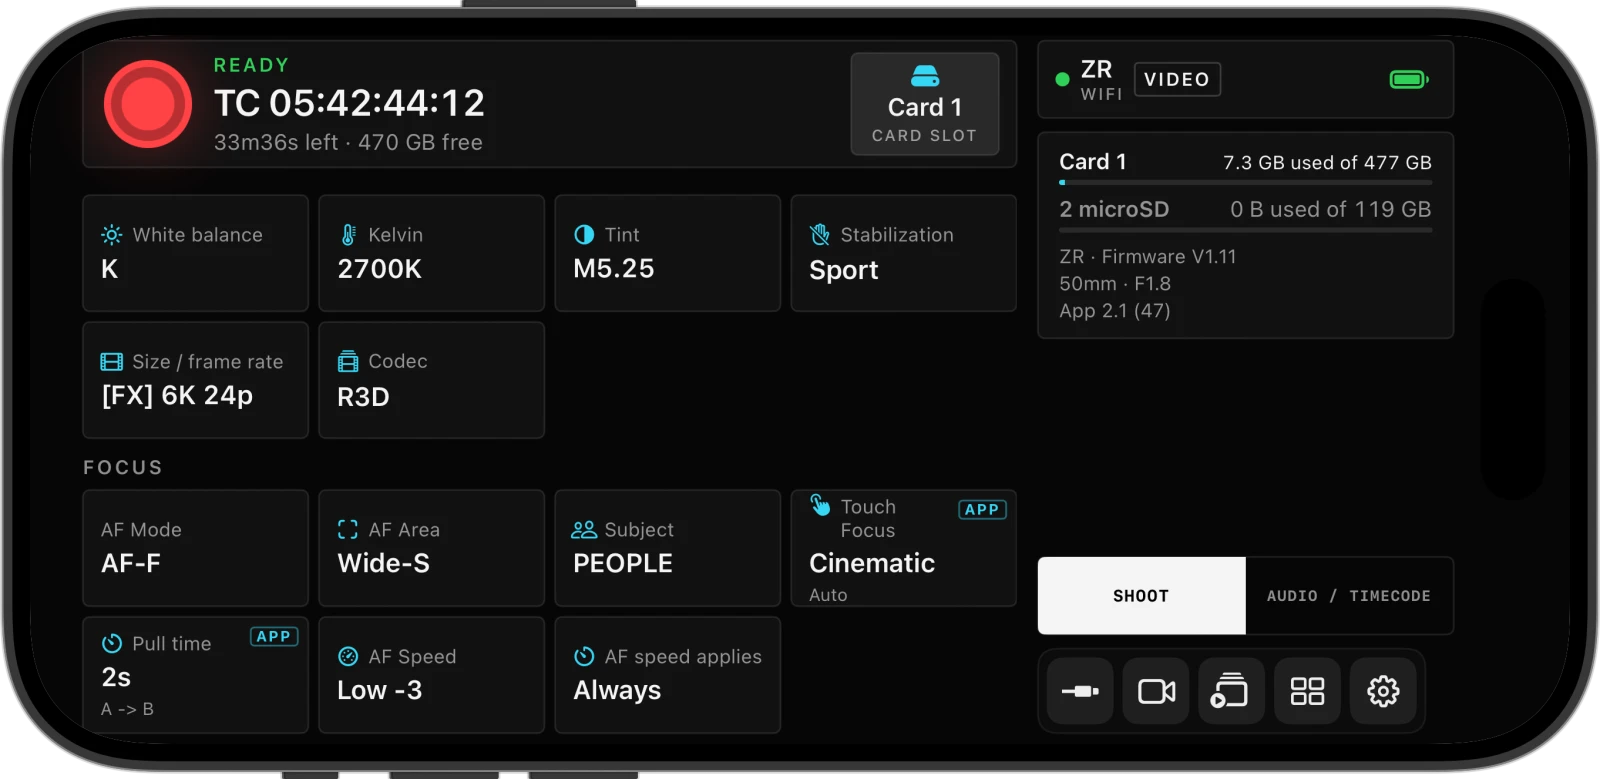 READY
TC 05:42:44:12
33m36s left · 470 GB free
Card 1
CARD SLOT
ZR
WIFI
VIDEO
Card 1 7.3 GB used of 477 GB
2 microSD 0 B used of 119 GB
ZR · Firmware V1.11
50mm · F1.8
App 2.1 (47)
White balance
K
Kelvin
2700K
Tint
M5.25
Stabilization
Sport
Size / frame rate
[FX] 6K 24p
Codec
R3D
FOCUS
AF Mode
AF-F
AF Area
Wide-S
Subject
PEOPLE
Touch
Focus
APP
Cinematic
Auto
Pull time
APP
2s
A -> B
AF Speed
Low -3
AF speed applies
Always
SHOOT
AUDIO / TIMECODE